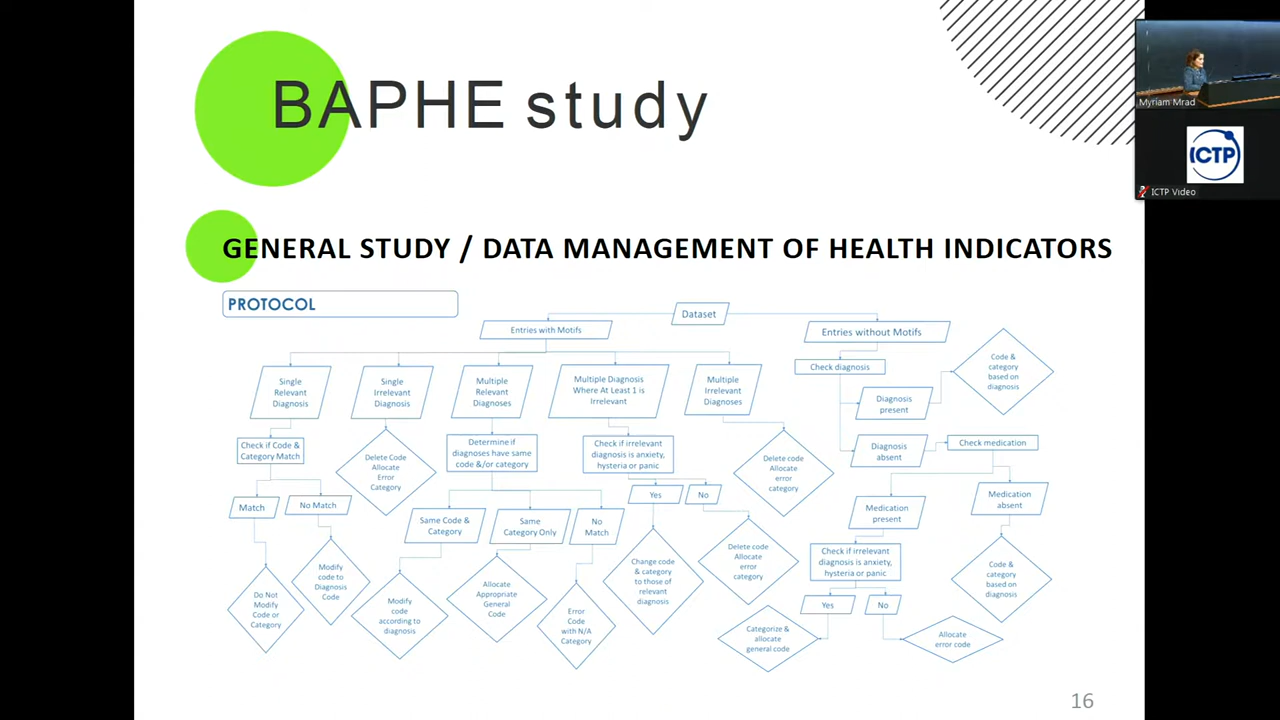 BAPHE study
GENERAL STUDY / DATA MANAGEMENT OF HEALTH INDICATORS
PROTOCOL
Dataset
Entries with Motifs
Entries without Motifs
Single
Relevant
Diagnosis
Single
Irrelevant
Diagnosis
Multiple
Relevant
Diagnoses
Multiple Diagnosis
Where At Least 1 is
Irrelevant
Multiple
Irrelevant
Diagnoses
Check diagnosis
Code &
category
based on
diagnosis
Diagnosis
present
Check if Code &
Category Match
Delete Code
Allocate
Error
Category
Determine if
diagnoses have same
code &/or category
Check if irrelevant
diagnosis is anxiety,
hysteria or panic
Delete code
Allocate
error
category
Diagnosis
absent
Check medication
Match
No Match
Same Code &
Category
Same
Category Only
No
Match
Yes
No
Medication
present
Medication
absent
Do Not
Modify
Code or
Category
Modify
code to
Diagnosis
Code
Modify
code
according to
diagnosis
Allocate
Appropriate
General
Code
Error
Code
with N/A
Category
Change code
& category
to those of
relevant
diagnosis
Delete code
Allocate
error
category
Check if irrelevant
diagnosis is anxiety,
hysteria or panic
Code &
category
based on
diagnosis
Yes
No
Categorize &
allocate
general code
Allocate
error code
16
Myriam Mrad
ICTP
ICTP Video